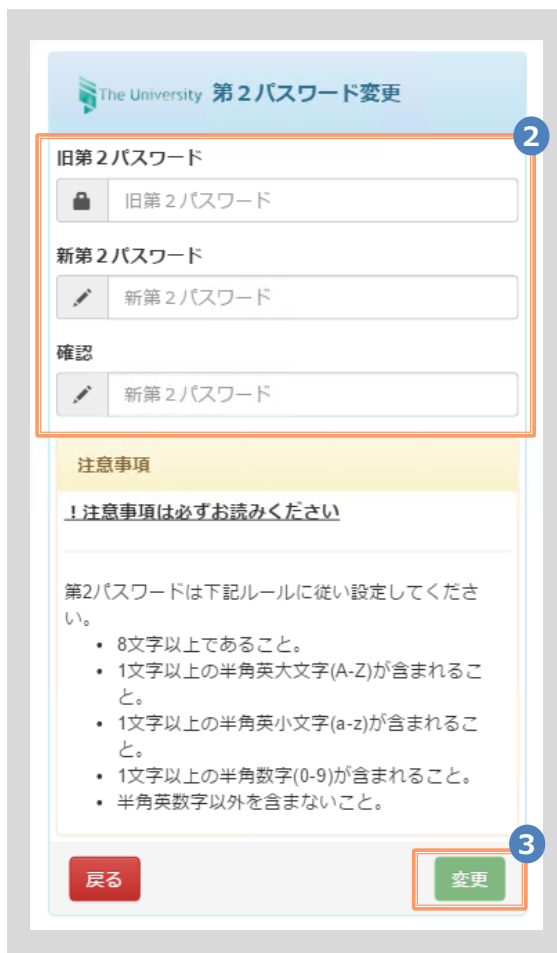 The University 第２パスワード変更
2
旧第２パスワード
旧第２パスワード
新第２パスワード
新第２パスワード
確認
新第２パスワード
注意事項
！注意事項は必ずお読みください
第2パスワードは下記ルールに従い設定してくださ
い。
• 8文字以上であること。
• 1文字以上の半角英大文字(A-Z)が含まれるこ
と。
• 1文字以上の半角英小文字(a-z)が含まれるこ
と。
• 1文字以上の半角数字(0-9)が含まれること。
• 半角英数字以外を含まないこと。
3
戻る
変更